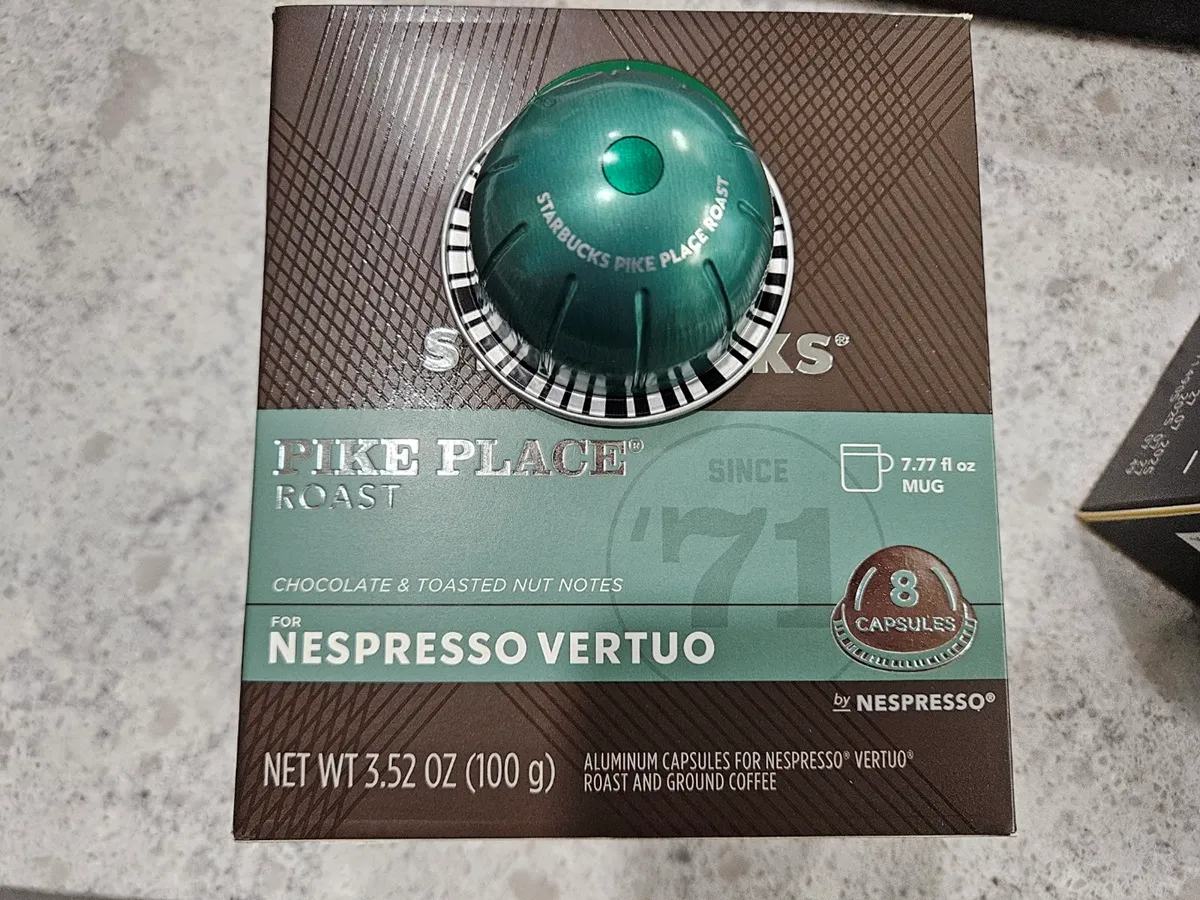 STARBUCKS PIKE PLACE ROAST
PIKE PLACE®
ROAST
SINCE
'71
7.77 fl oz
MUG
CHOCOLATE & TOASTED NUT NOTES
8
CAPSULES
FOR
NESPRESSO VERTUO
by NESPRESSO®
NET WT 3.52 OZ (100 g)
ALUMINUM CAPSULES FOR NESPRESSO® VERTUO®
ROAST AND GROUND COFFEE